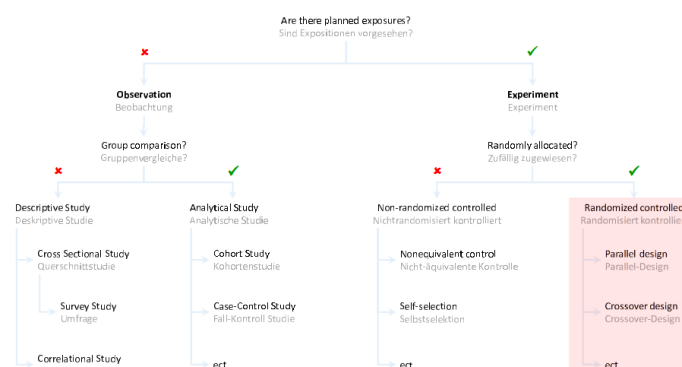 Are there planned exposures?
Sind Expositionen vorgesehen?
Observation
Beobachtung
Experiment
Experiment
Group comparison?
Gruppenvergleiche?
Randomly allocated?
Zufällig zugewiesen?
Descriptive Study
Deskriptive Studie
Analytical Study
Analytische Studie
Non-randomized controlled
Nichtrandomisiert kontrolliert
Randomized controlled
Randomisiert kontrollie
Cross Sectional Study
Querschnittstudie
Cohort Study
Kohortenstudie
Nonequivalent control
Nicht-äquivalente Kontrolle
Parallel design
Parallel-Design
Survey Study
Umfrage
Case-Control Study
Fall-Kontroll Studie
Self-selection
Selbstselektion
Crossover design
Crossover-Design
Correlational Study
ect
ect
ect